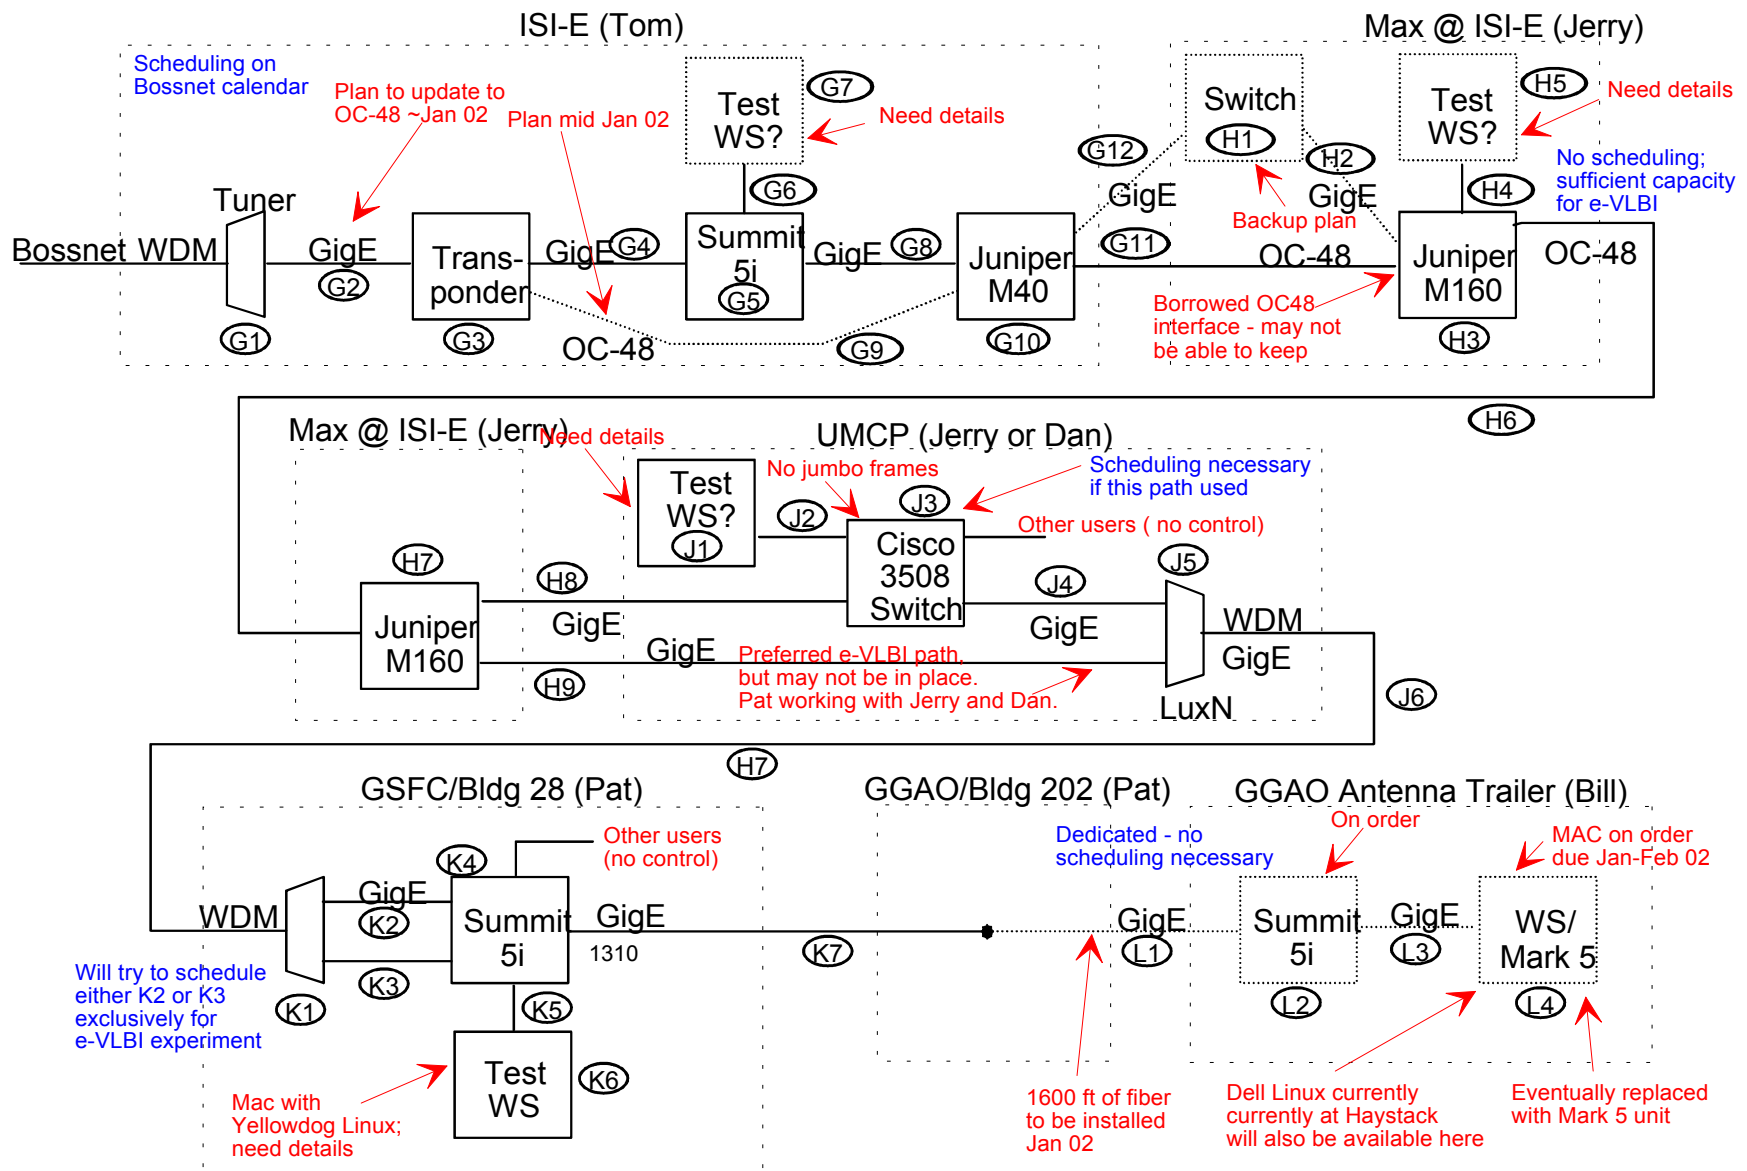 ISI-E (Tom)
Max @ ISI-E (Jerry)
Scheduling on
Bossnet calendar
Plan to update to
OC-48 ~Jan 02
Plan mid Jan 02
Test
WS?
G7
Need details
G6
Tuner
Bossnet WDM
G1
GigE
G2
Trans-
ponder
G3
GigE
G4
Summit
5i
G5
GigE
G8
Juniper
M40
G10
OC-48
G9
G12
GigE
G11
Switch
H1
H2
GigE
Backup plan
OC-48
Test
WS?
H5
Need details
H4
No scheduling;
sufficient capacity
for e-VLBI
Juniper
M160
H3
OC-48
Borrowed OC48
interface - may not
be able to keep
H6
Max @ ISI-E (Jerry)
UMCP (Jerry or Dan)
Need details
Test
WS?
J1
No jumbo frames
J2
J3
Scheduling necessary
if this path used
Other users ( no control)
Cisco
3508
Switch
H7
Juniper
M160
H8
GigE
GigE
H9
J4
GigE
J5
WDM
GigE
LuxN
J6
Preferred e-VLBI path,
but may not be in place.
Pat working with Jerry and Dan.
H7
GSFC/Bldg 28 (Pat)
GGAO/Bldg 202 (Pat)
GGAO Antenna Trailer (Bill)
Other users
(no control)
Dedicated - no
scheduling necessary
On order
MAC on order
due Jan-Feb 02
K4
WDM
GigE
K2
K3
K1
Summit
5i
GigE
1310
K7
GigE
L1
Summit
5i
L2
GigE
L3
WS/
Mark 5
L4
Will try to schedule
either K2 or K3
exclusively for
e-VLBI experiment
K5
Test
WS
K6
Mac with
Yellowdog Linux;
need details
1600 ft of fiber
to be installed
Jan 02
Dell Linux currently
currently at Haystack
will also be available here
Eventually replaced
with Mark 5 unit